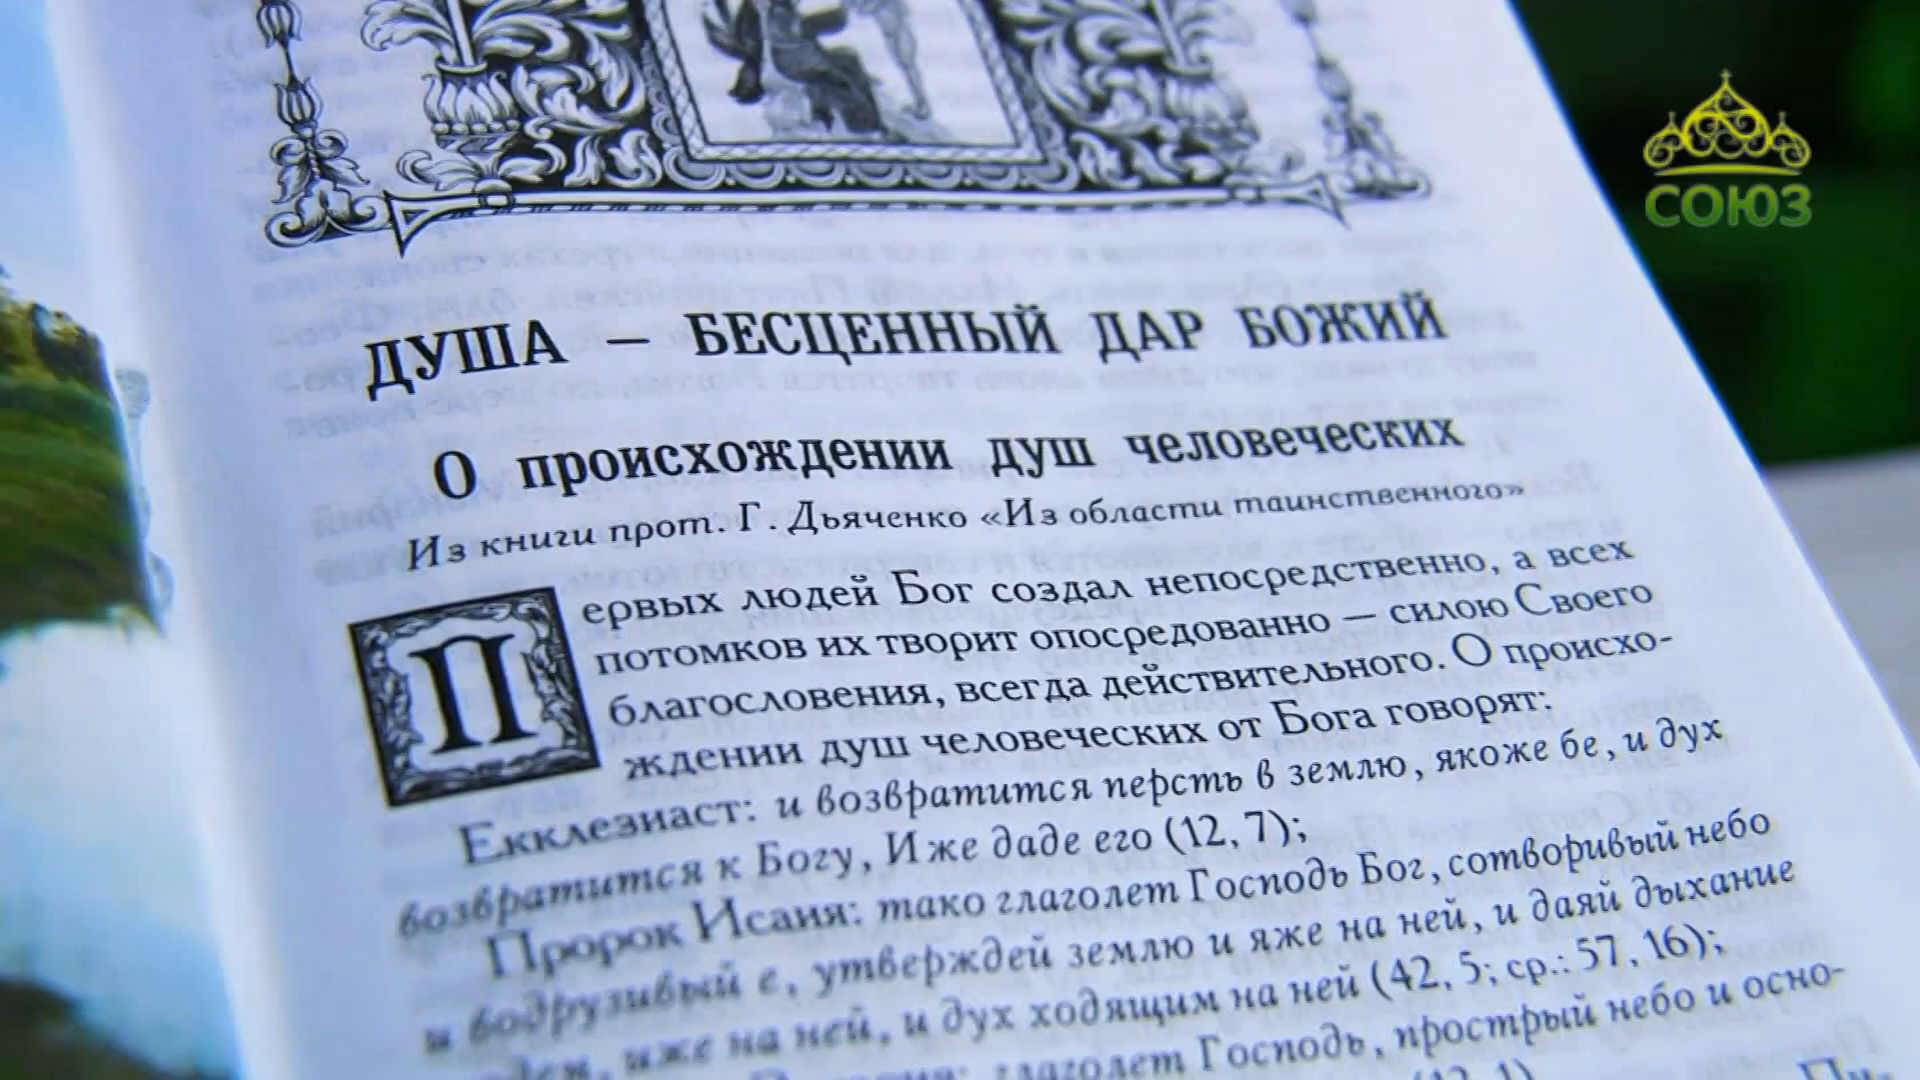 СОЮЗ
ДУША — БЕСЦЕННЫЙ ДАР БОЖИЙ
О происхождении душ человеческих
Из книги прот. Г. Дьяченко «Из области таинственного»
Первых людей Бог создал непосредственно, а всех
потомков их творит опосредованно — силою Своего
благословения, всегда действительного. О происхо-
ждении душ человеческих от Бога говорят:
Екклезиаст: и возвратится персть в землю, якоже бе, и дух
возвратится к Богу, Иже даде его (12, 7);
Пророк Исаия: тако глаголет Господь Бог, сотворивый небо
и водрузивый е, утверждей землю и яже на ней, и даяй дыхание
иже на ней, и дух ходящим на ней (42, 5; ср.: 57, 16);
глаголет Господь, прострый небо и осно-